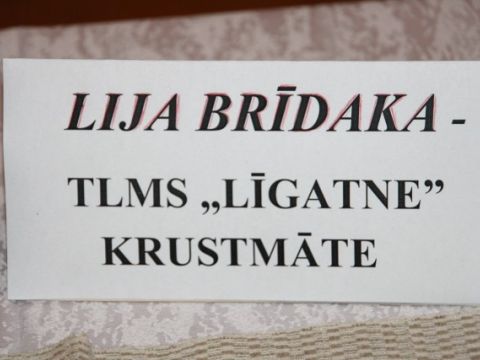 LIJA BRĪDAKA -
TLMS „LĪGATNE”
KRUSTMĀTE